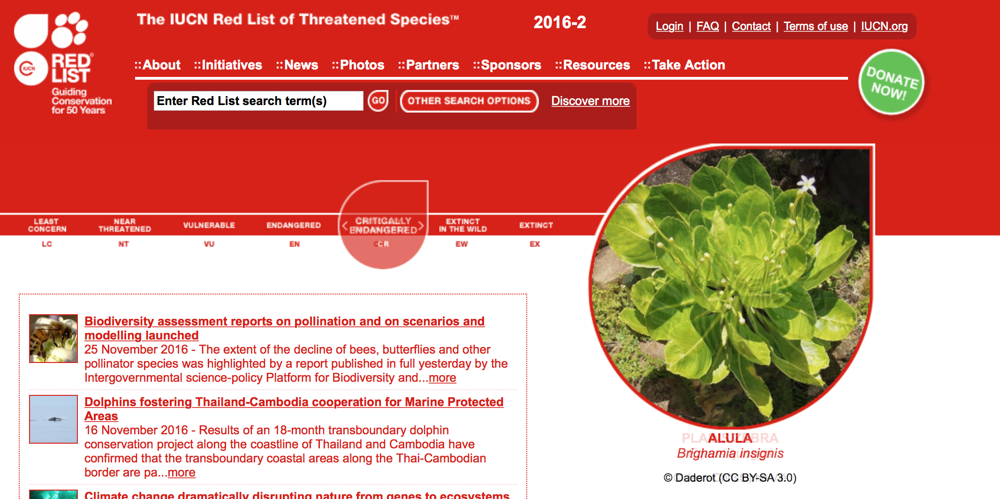 The IUCN Red List of Threatened Species™
2016-2
Login | FAQ | Contact | Terms of use | IUCN.org
IUCN
RED LIST©
Guiding
Conservation
for 50 Years
::About ::Initiatives ::News ::Photos ::Partners ::Sponsors ::Resources ::Take Action
DONATE
NOW!
Enter Red List search term(s) GO OTHER SEARCH OPTIONS Discover more
LEAST
CONCERN
NEAR
THREATENED
VULNERABLE
ENDANGERED
< CRITICALLY
ENDANGERED >
EXTINCT
IN THE WILD
EXTINCT
LC NT VU EN CR EW EX
Biodiversity assessment reports on pollination and on scenarios and
modelling launched
25 November 2016 - The extent of the decline of bees, butterflies and other
pollinator species was highlighted by a report published in full yesterday by the
Intergovernmental science-policy Platform for Biodiversity and...more
Dolphins fostering Thailand-Cambodia cooperation for Marine Protected
Areas
16 November 2016 - Results of an 18-month transboundary dolphin
conservation project along the coastline of Thailand and Cambodia have
confirmed that the transboundary coastal areas along the Thai-Cambodian
border are pa...more
Climate change dramatically disrupting nature from genes to ecosystems
ALULA
Brighamia insignis
© Daderot (CC BY-SA 3.0)